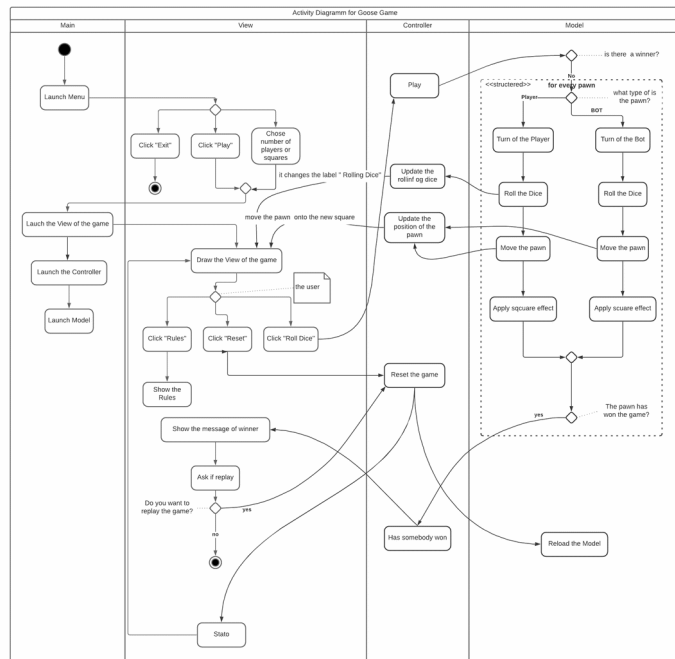 Activity Diagramm for Goose Game
Main
View
Controller
Model
is there a winner?
No
<<structered>>
for every pawn
Player
what type of is
the pawn?
BOT
Launch Menu
Play
Click "Exit"
Click "Play"
Chose
number of
players or
squares
Turn of the Player
Turn of the Bot
it changes the label " Rolling Dice"
Update the
rollinf og dice
Roll the Dice
Roll the Dice
Lauch the View of the game
move the pawn onto the new square
Update the
position of the
pawn
Move the pawn
Move the pawn
Draw the View of the game
Launch the Controller
the user
Launch Model
Apply sqcuare effect
Apply scuare effect
Click "Rules"
Click "Reset"
Click "Roll Dice"
Show the
Rules
Reset the game
The pawn has
won the game?
yes
Show the message of winner
Ask if replay
Do you want to
replay the game?
yes
no
Has somebody won
Reload the Model
Stato